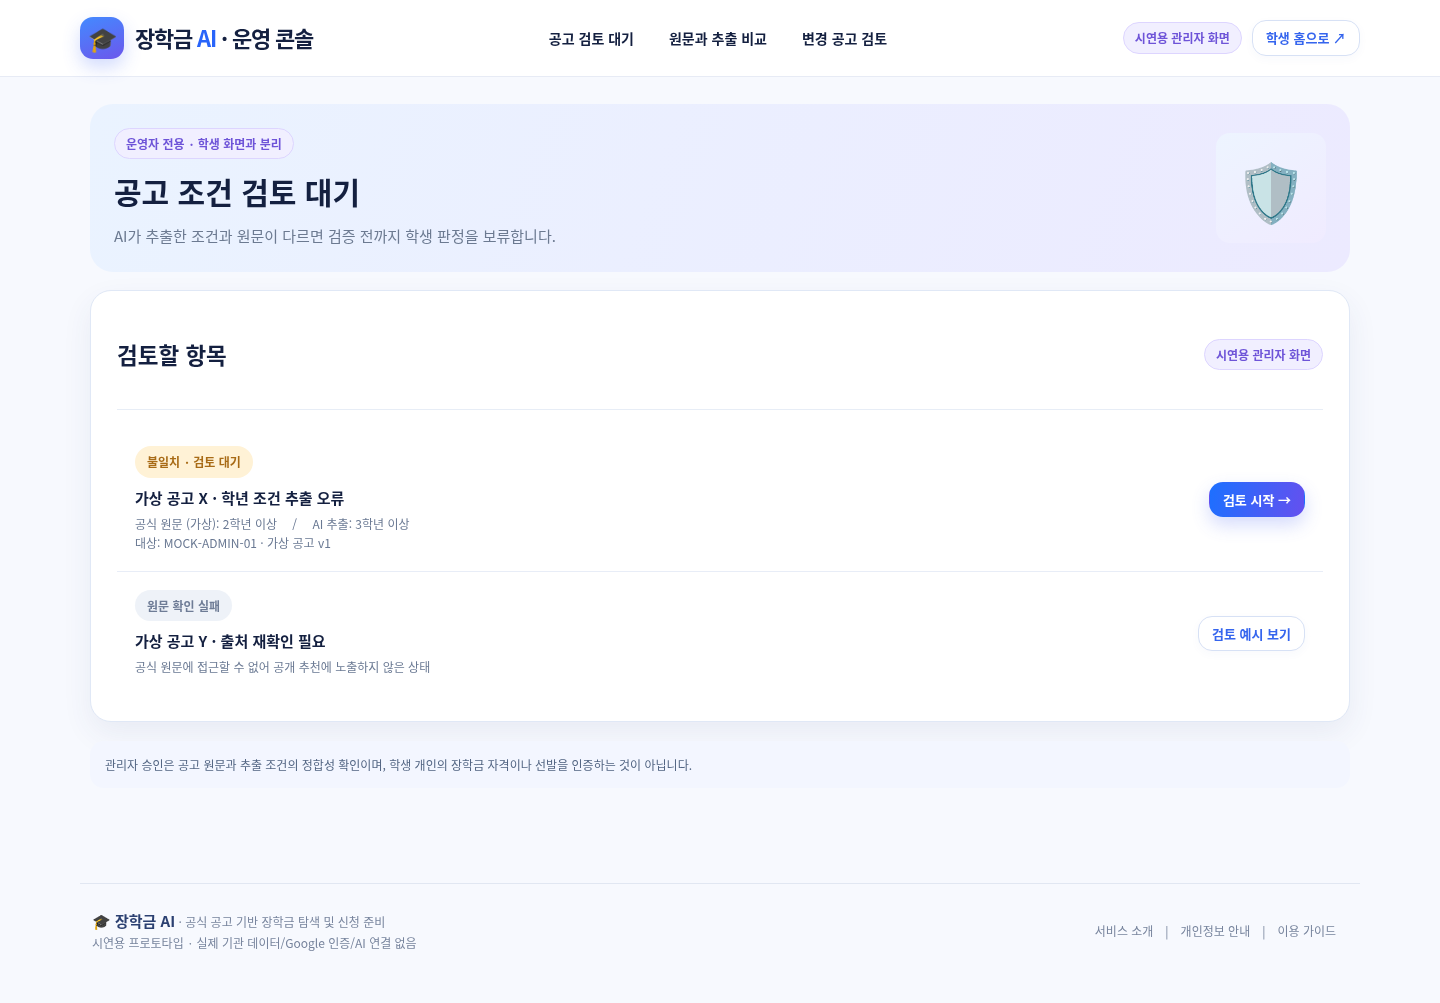 장학금 AI · 운영 콘솔
공고 검토 대기
원문과 추출 비교
변경 공고 검토
시연용 관리자 화면
학생 홈으로 ↗
운영자 전용 · 학생 화면과 분리
공고 조건 검토 대기
AI가 추출한 조건과 원문이 다르면 검증 전까지 학생 판정을 보류합니다.
검토할 항목
시연용 관리자 화면
불일치 · 검토 대기
가상 공고 X · 학년 조건 추출 오류
공식 원문 (가상): 2학년 이상 / AI 추출: 3학년 이상
대상: MOCK-ADMIN-01 · 가상 공고 v1
검토 시작 →
원문 확인 실패
가상 공고 Y · 출처 재확인 필요
공식 원문에 접근할 수 없어 공개 추천에 노출하지 않은 상태
검토 예시 보기
관리자 승인은 공고 원문과 추출 조건의 정합성 확인이며, 학생 개인의 장학금 자격이나 선발을 인증하는 것이 아닙니다.
장학금 AI · 공식 공고 기반 장학금 탐색 및 신청 준비
시연용 프로토타입 · 실제 기관 데이터/Google 인증/AI 연결 없음
서비스 소개 | 개인정보 안내 | 이용 가이드